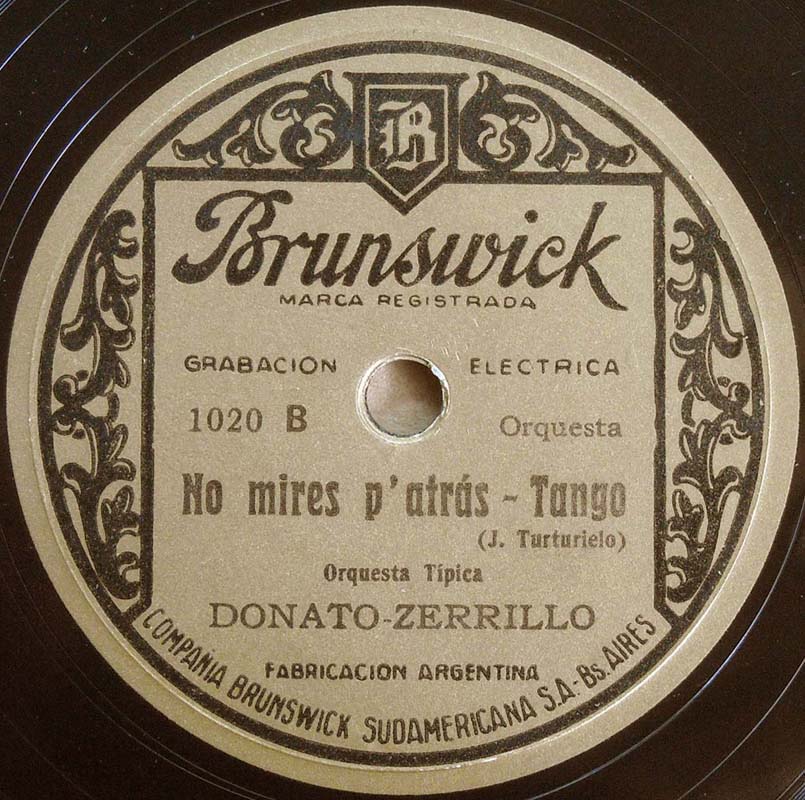 B
Brunswick
MARCA REGISTRADA
GRABACION ELECTRICA
1020 B Orquesta
No mires p'atrás - Tango
(J. Turturielo)
Orquesta Típica
DONATO-ZERRILLO
FABRICACION ARGENTINA
COMPAÑIA BRUNSWICK SUDAMERICANA S.A.- Bs. AIRES